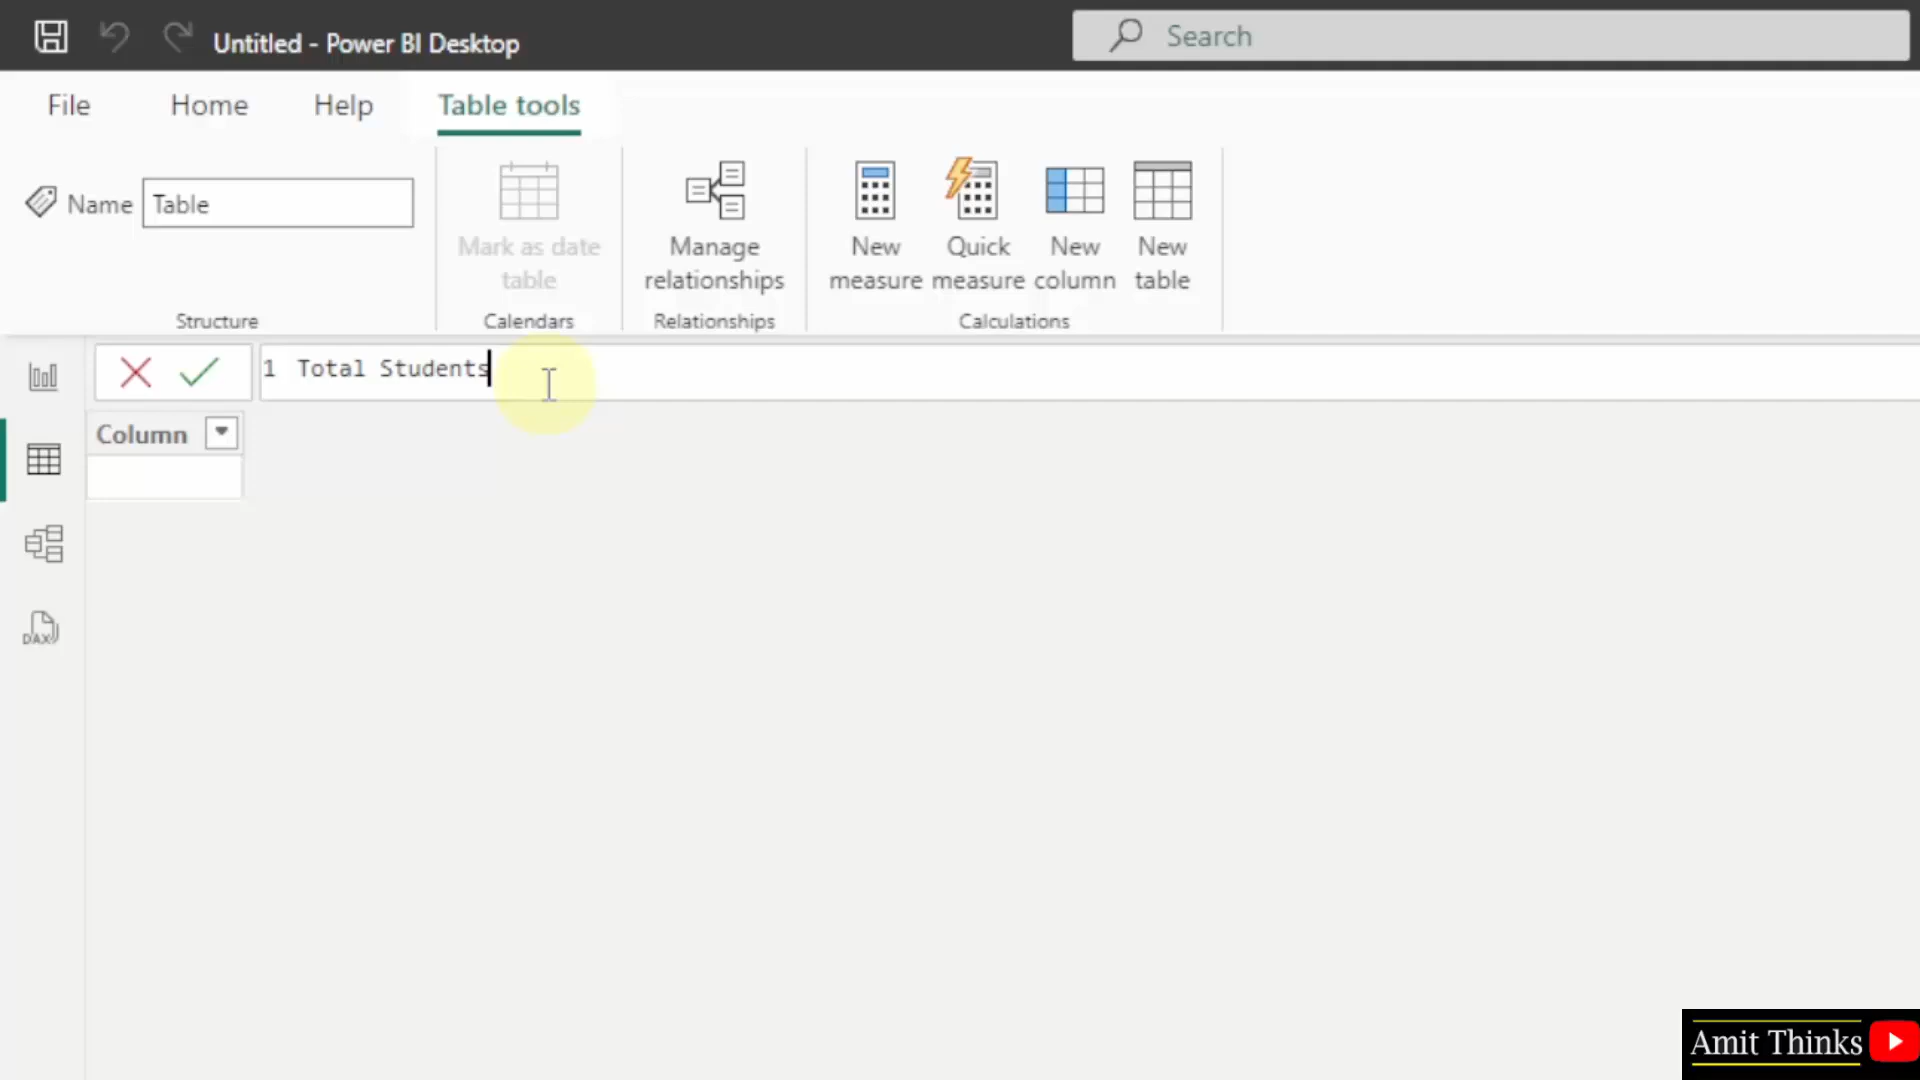 Untitled - Power BI Desktop
Search
File Home Help Table tools
Name Table
Mark as date table
Manage relationships
New measure
Quick measure
New column
New table
Structure Calendars Relationships Calculations
1 Total Students
Column
DAX
Amit Thinks